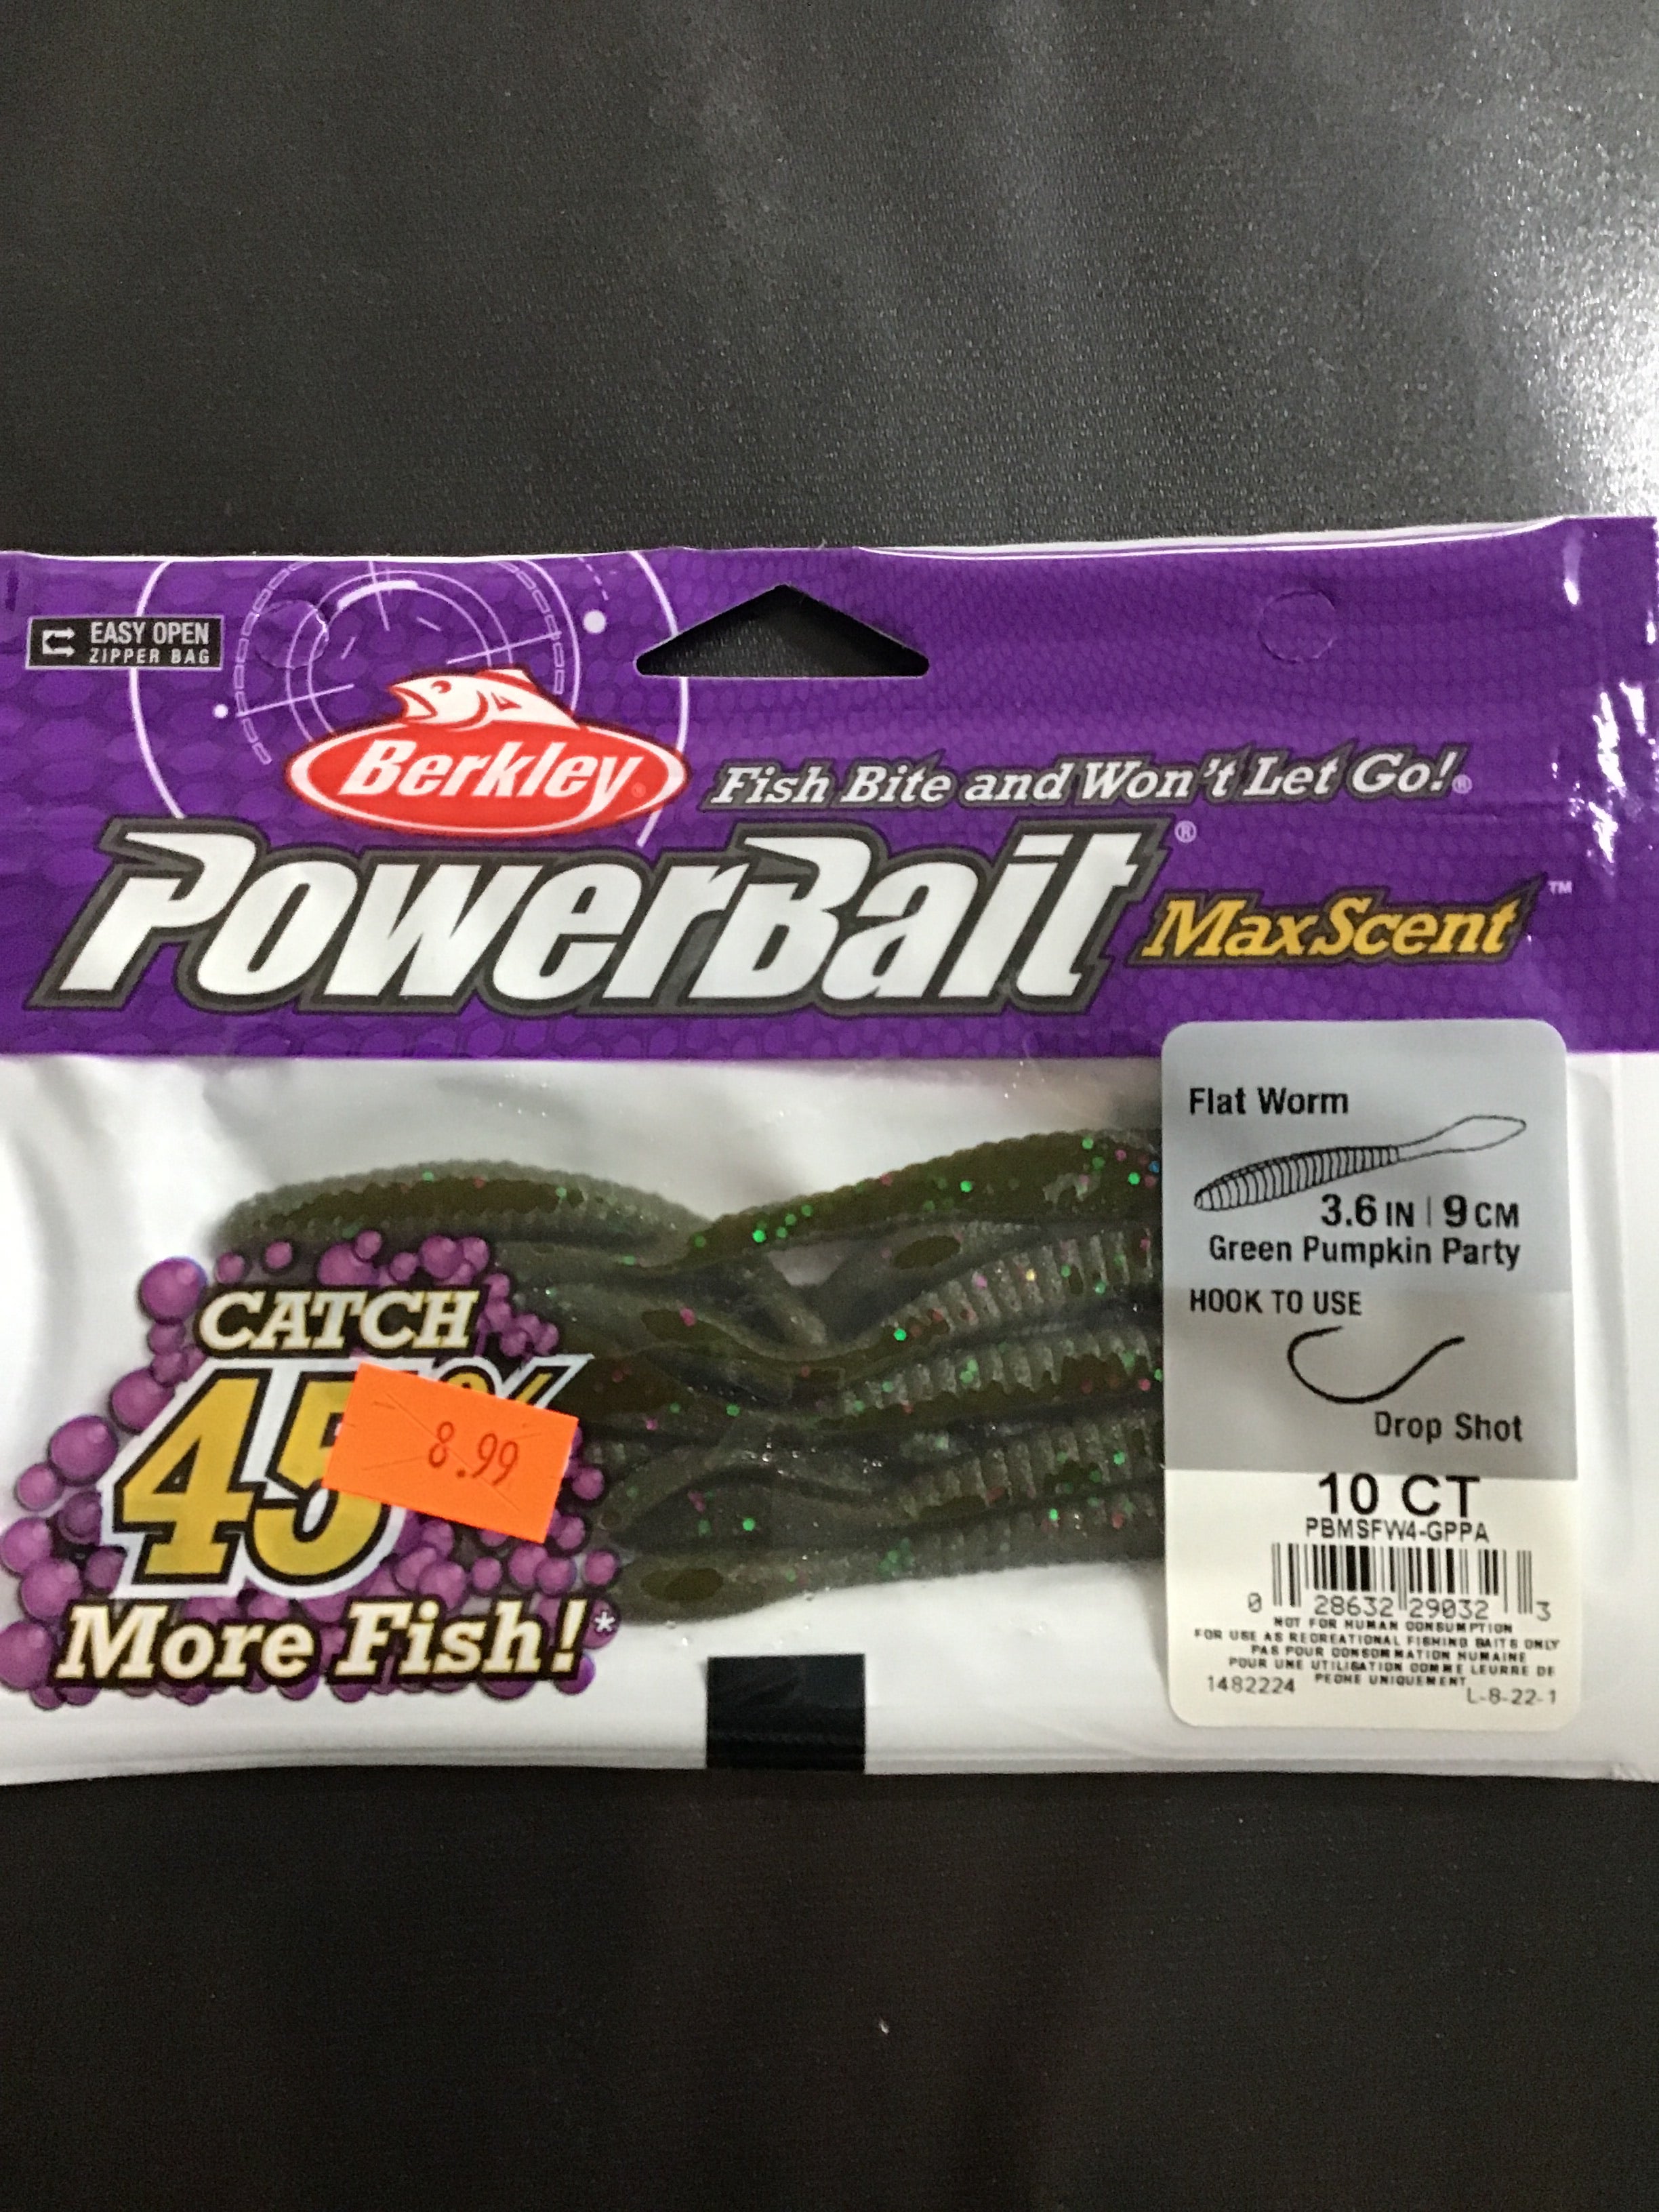 EASY OPEN
ZIPPER BAG
Berkley
Fish Bite and Won't Let Go!®
PowerBait®
MaxScent™
CATCH
45%
More Fish!*
8.99
Flat Worm
3.6 IN | 9 CM
Green Pumpkin Party
HOOK TO USE
Drop Shot
10 CT
PBMSFW4-GPPA
0 28632 29032 3
NOT FOR HUMAN CONSUMPTION
FOR USE AS RECREATIONAL FISHING BAITS ONLY
PAS POUR CONSOMMATION HUMAINE
POUR UNE UTILISATION COMME LEURRE DE
PECHE UNIQUEMENT
1482224
L-8-22-1